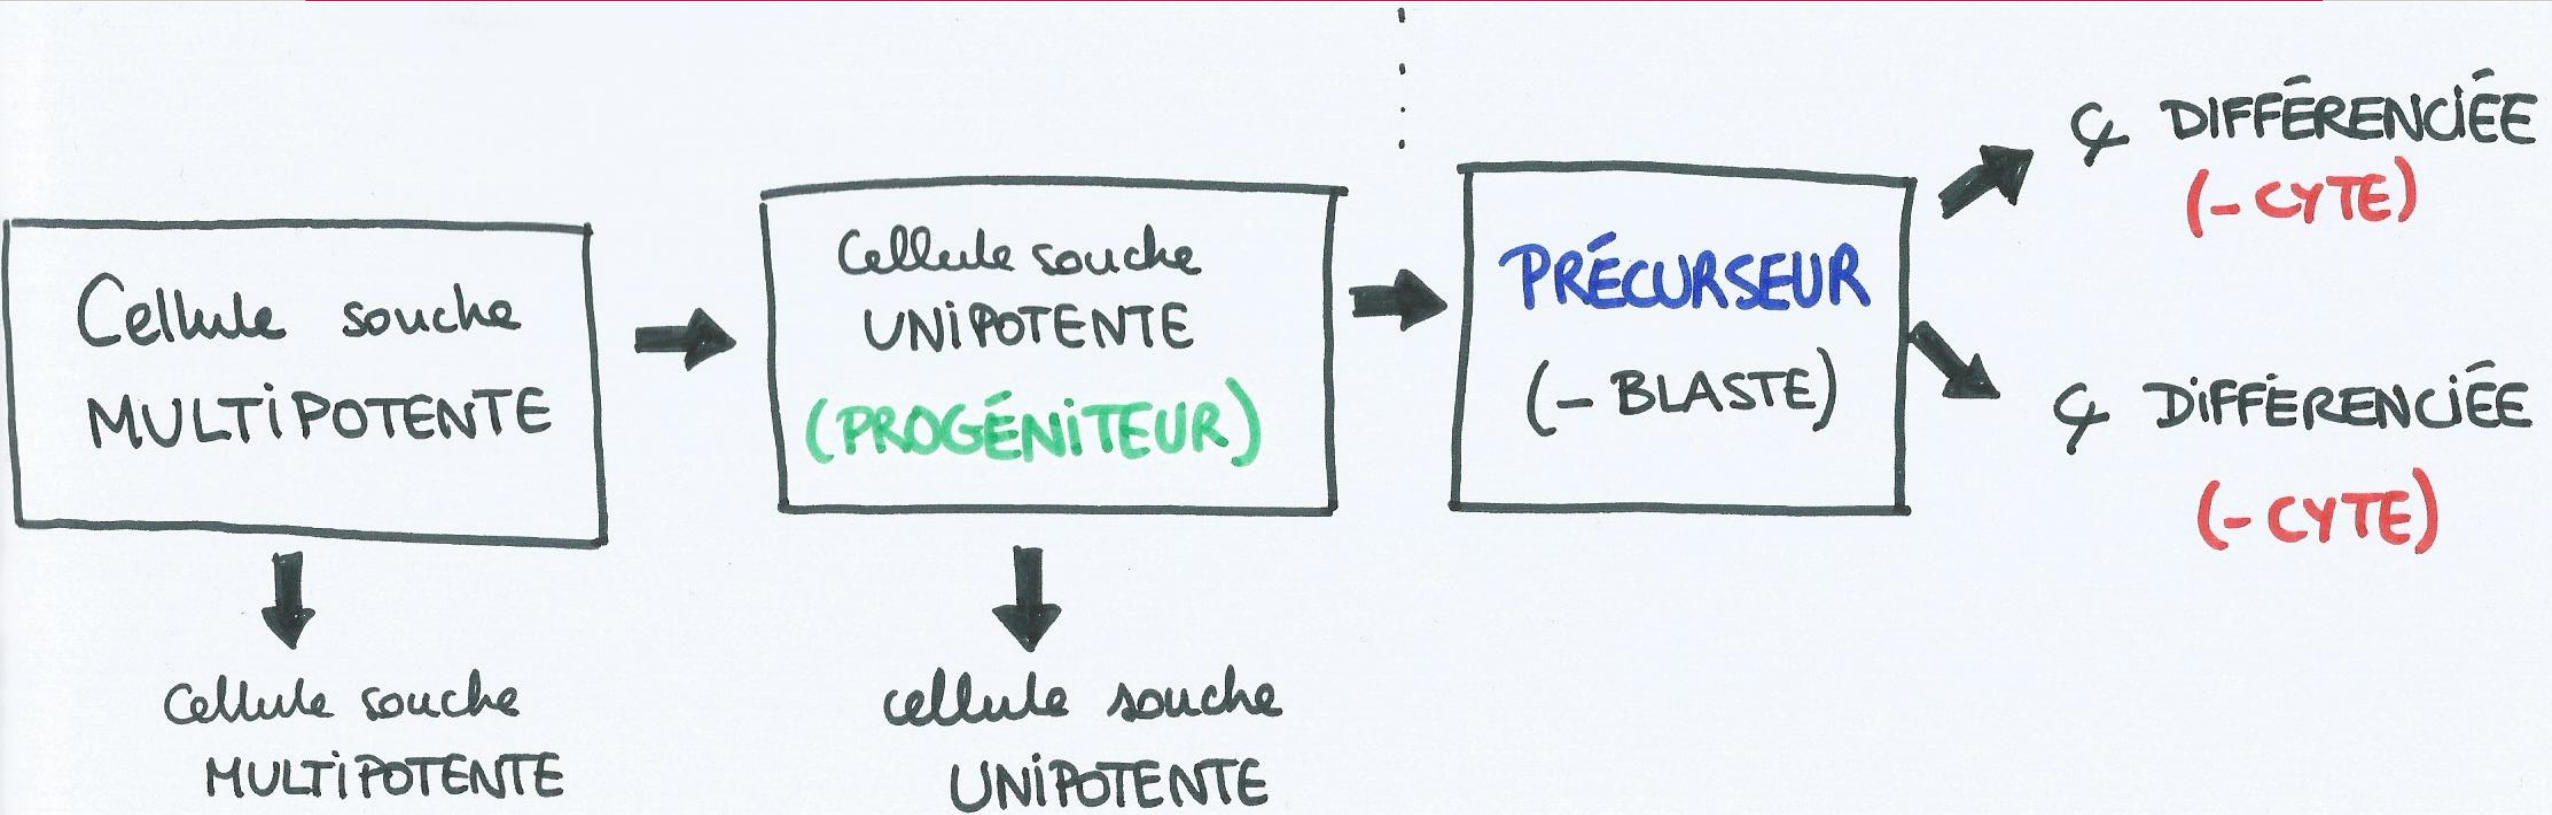 Cellule souche
MULTIPOTENTE
Cellule souche
MULTIPOTENTE
Cellule souche
UNIPOTENTE
(PROGÉNITEUR)
cellule souche
UNIPOTENTE
PRÉCURSEUR
(-BLASTE)
DIFFÉRENCIÉE
(-CYTE)
DIFFÉRENCIÉE
(-CYTE)